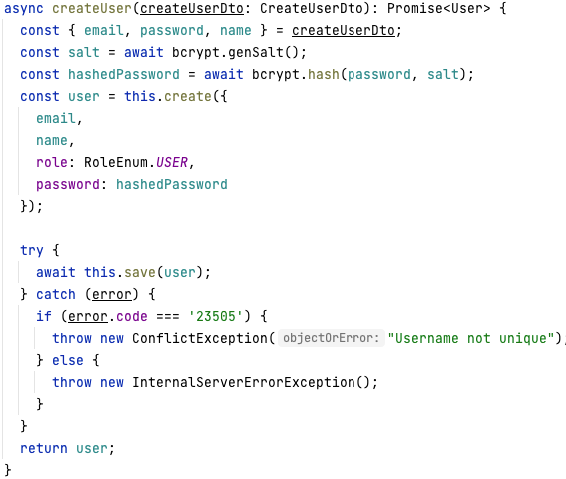 async createUser(createUserDto: CreateUserDto): Promise<User> {
  const { email, password, name } = createUserDto;
  const salt = await bcrypt.genSalt();
  const hashedPassword = await bcrypt.hash(password, salt);
  const user = this.create({
    email,
    name,
    role: RoleEnum.USER,
    password: hashedPassword
  });

  try {
    await this.save(user);
  } catch (error) {
    if (error.code === '23505') {
      throw new ConflictException( objectOrError: "Username not unique");
    } else {
      throw new InternalServerErrorException();
    }
  }
  return user;
}